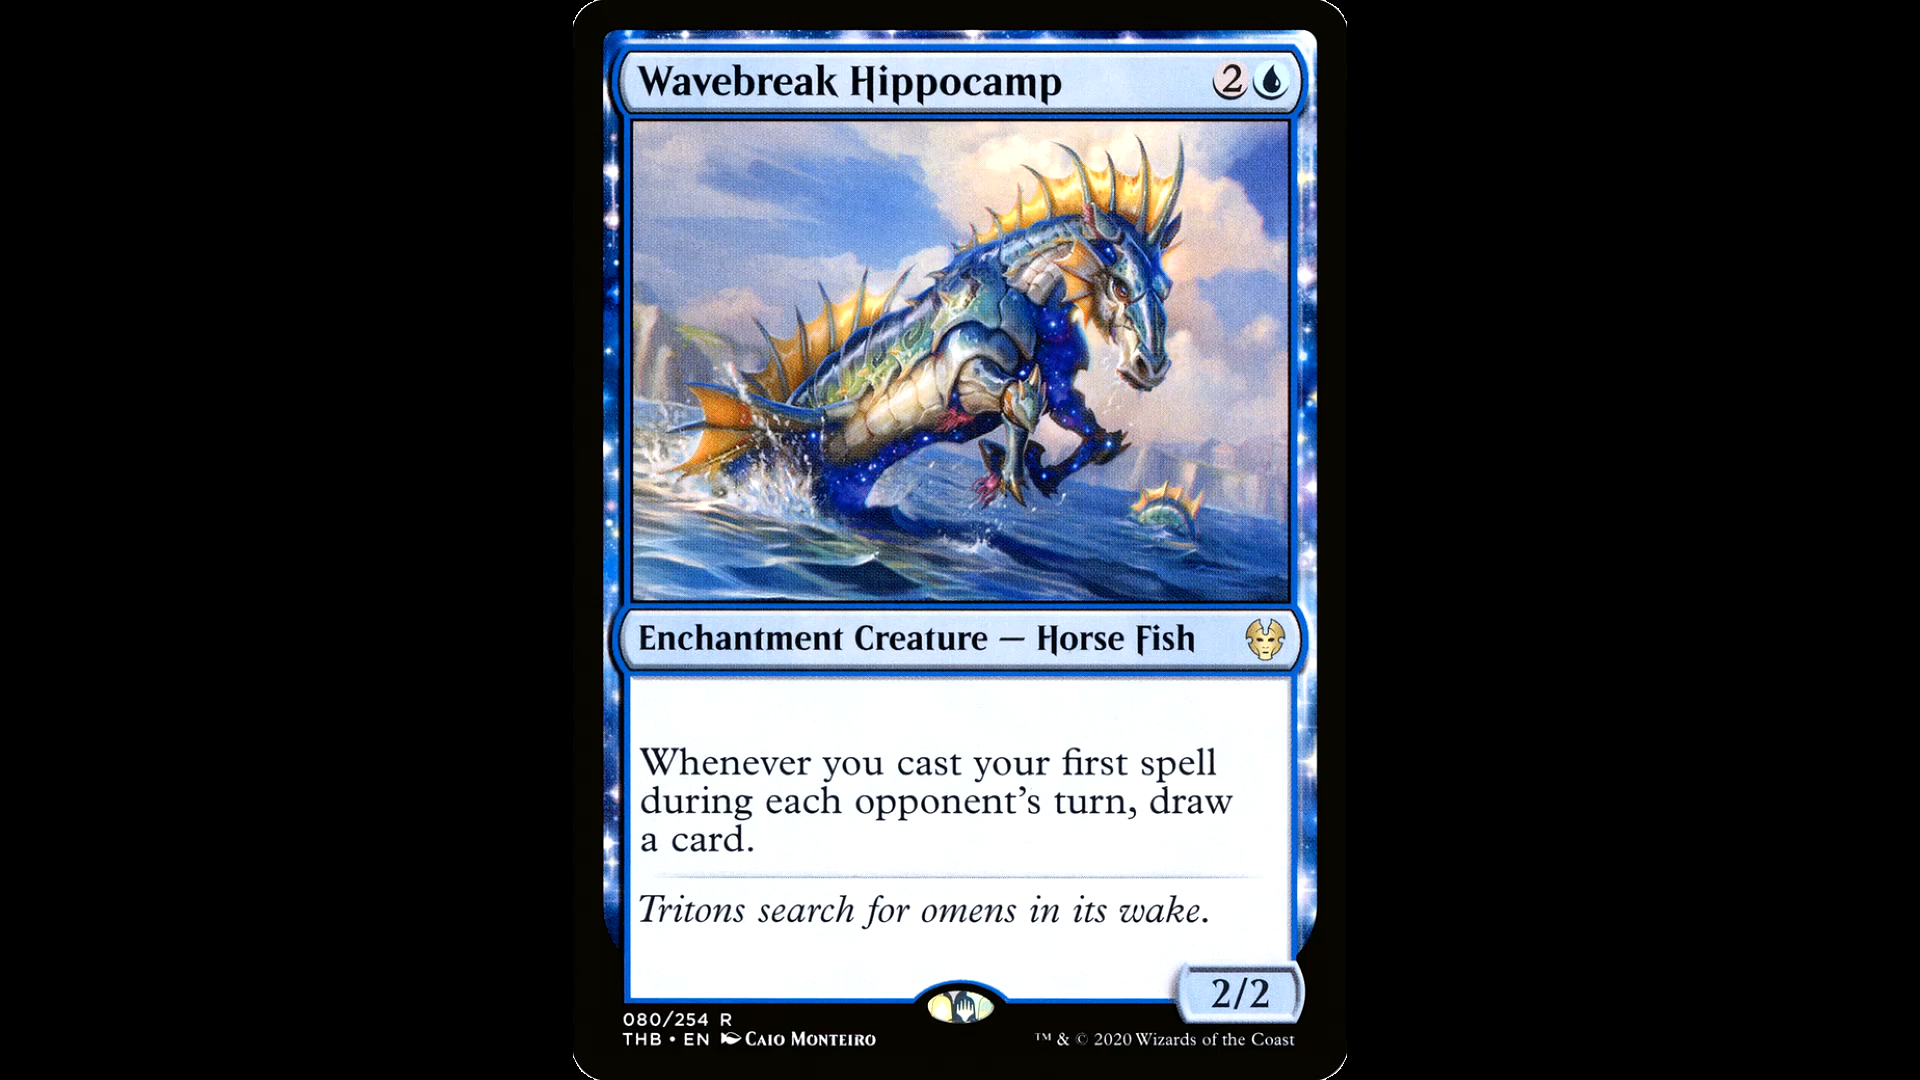 Wavebreak Hippocamp 2
Enchantment Creature — Horse Fish
Whenever you cast your first spell
during each opponent's turn, draw
a card.
Tritons search for omens in its wake.
2/2
080/254 R
THB • EN Caio Monteiro
™ & © 2020 Wizards of the Coast